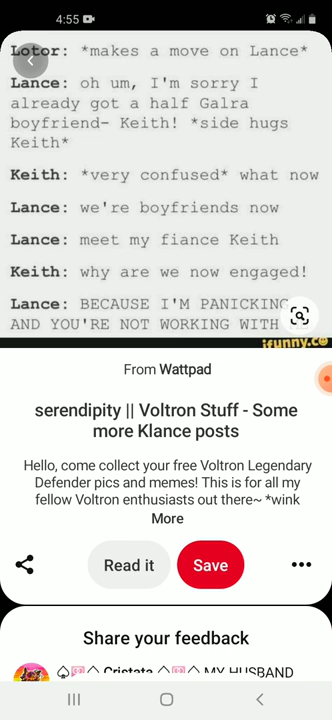 4:55
Lotor: *makes a move on Lance*
Lance: oh um, I'm sorry I
already got a half Galra
boyfriend- Keith! *side hugs
Keith*
Keith: *very confused* what now
Lance: we're boyfriends now
Lance: meet my fiance Keith
Keith: why are we now engaged!
Lance: BECAUSE I'M PANICKING
AND YOU'RE NOT WORKING WITH
ifunny.co
From Wattpad
serendipity || Voltron Stuff - Some
more Klance posts
Hello, come collect your free Voltron Legendary
Defender pics and memes! This is for all my
fellow Voltron enthusiasts out there~ *wink
More
Read it
Save
Share your feedback
Cristata MY HUSBAND